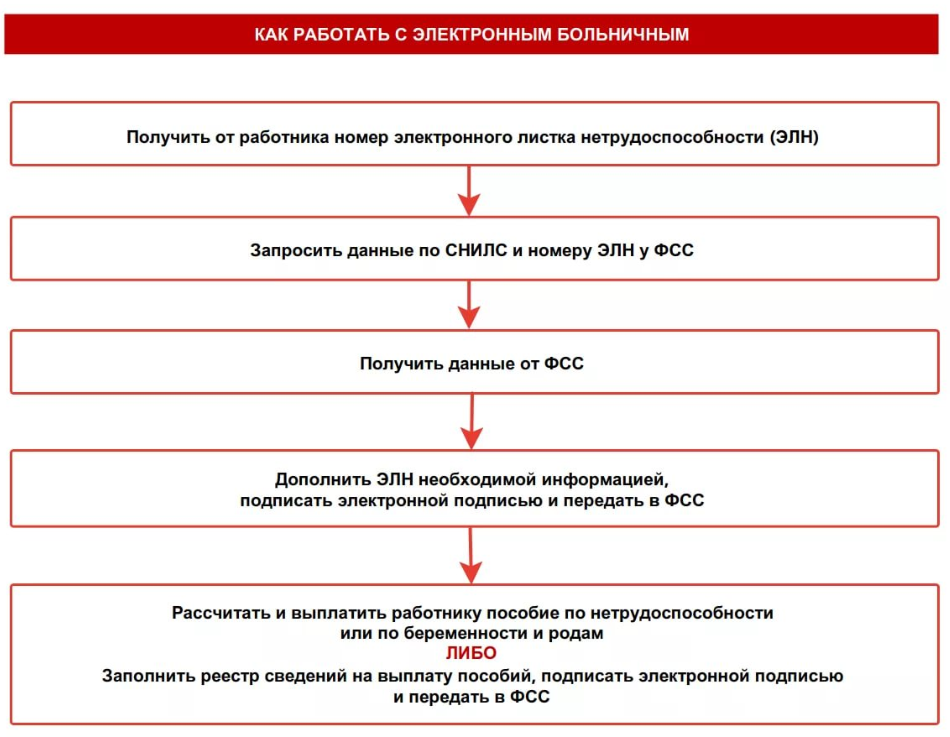 КАК РАБОТАТЬ С ЭЛЕКТРОННЫМ БОЛЬНИЧНЫМ
Получить от работника номер электронного листка нетрудоспособности (ЭЛН)
Запросить данные по СНИЛС и номеру ЭЛН у ФСС
Получить данные от ФСС
Дополнить ЭЛН необходимой информацией,
подписать электронной подписью и передать в ФСС
Рассчитать и выплатить работнику пособие по нетрудоспособности
или по беременности и родам
ЛИБО
Заполнить реестр сведений на выплату пособий, подписать электронной подписью
и передать в ФСС